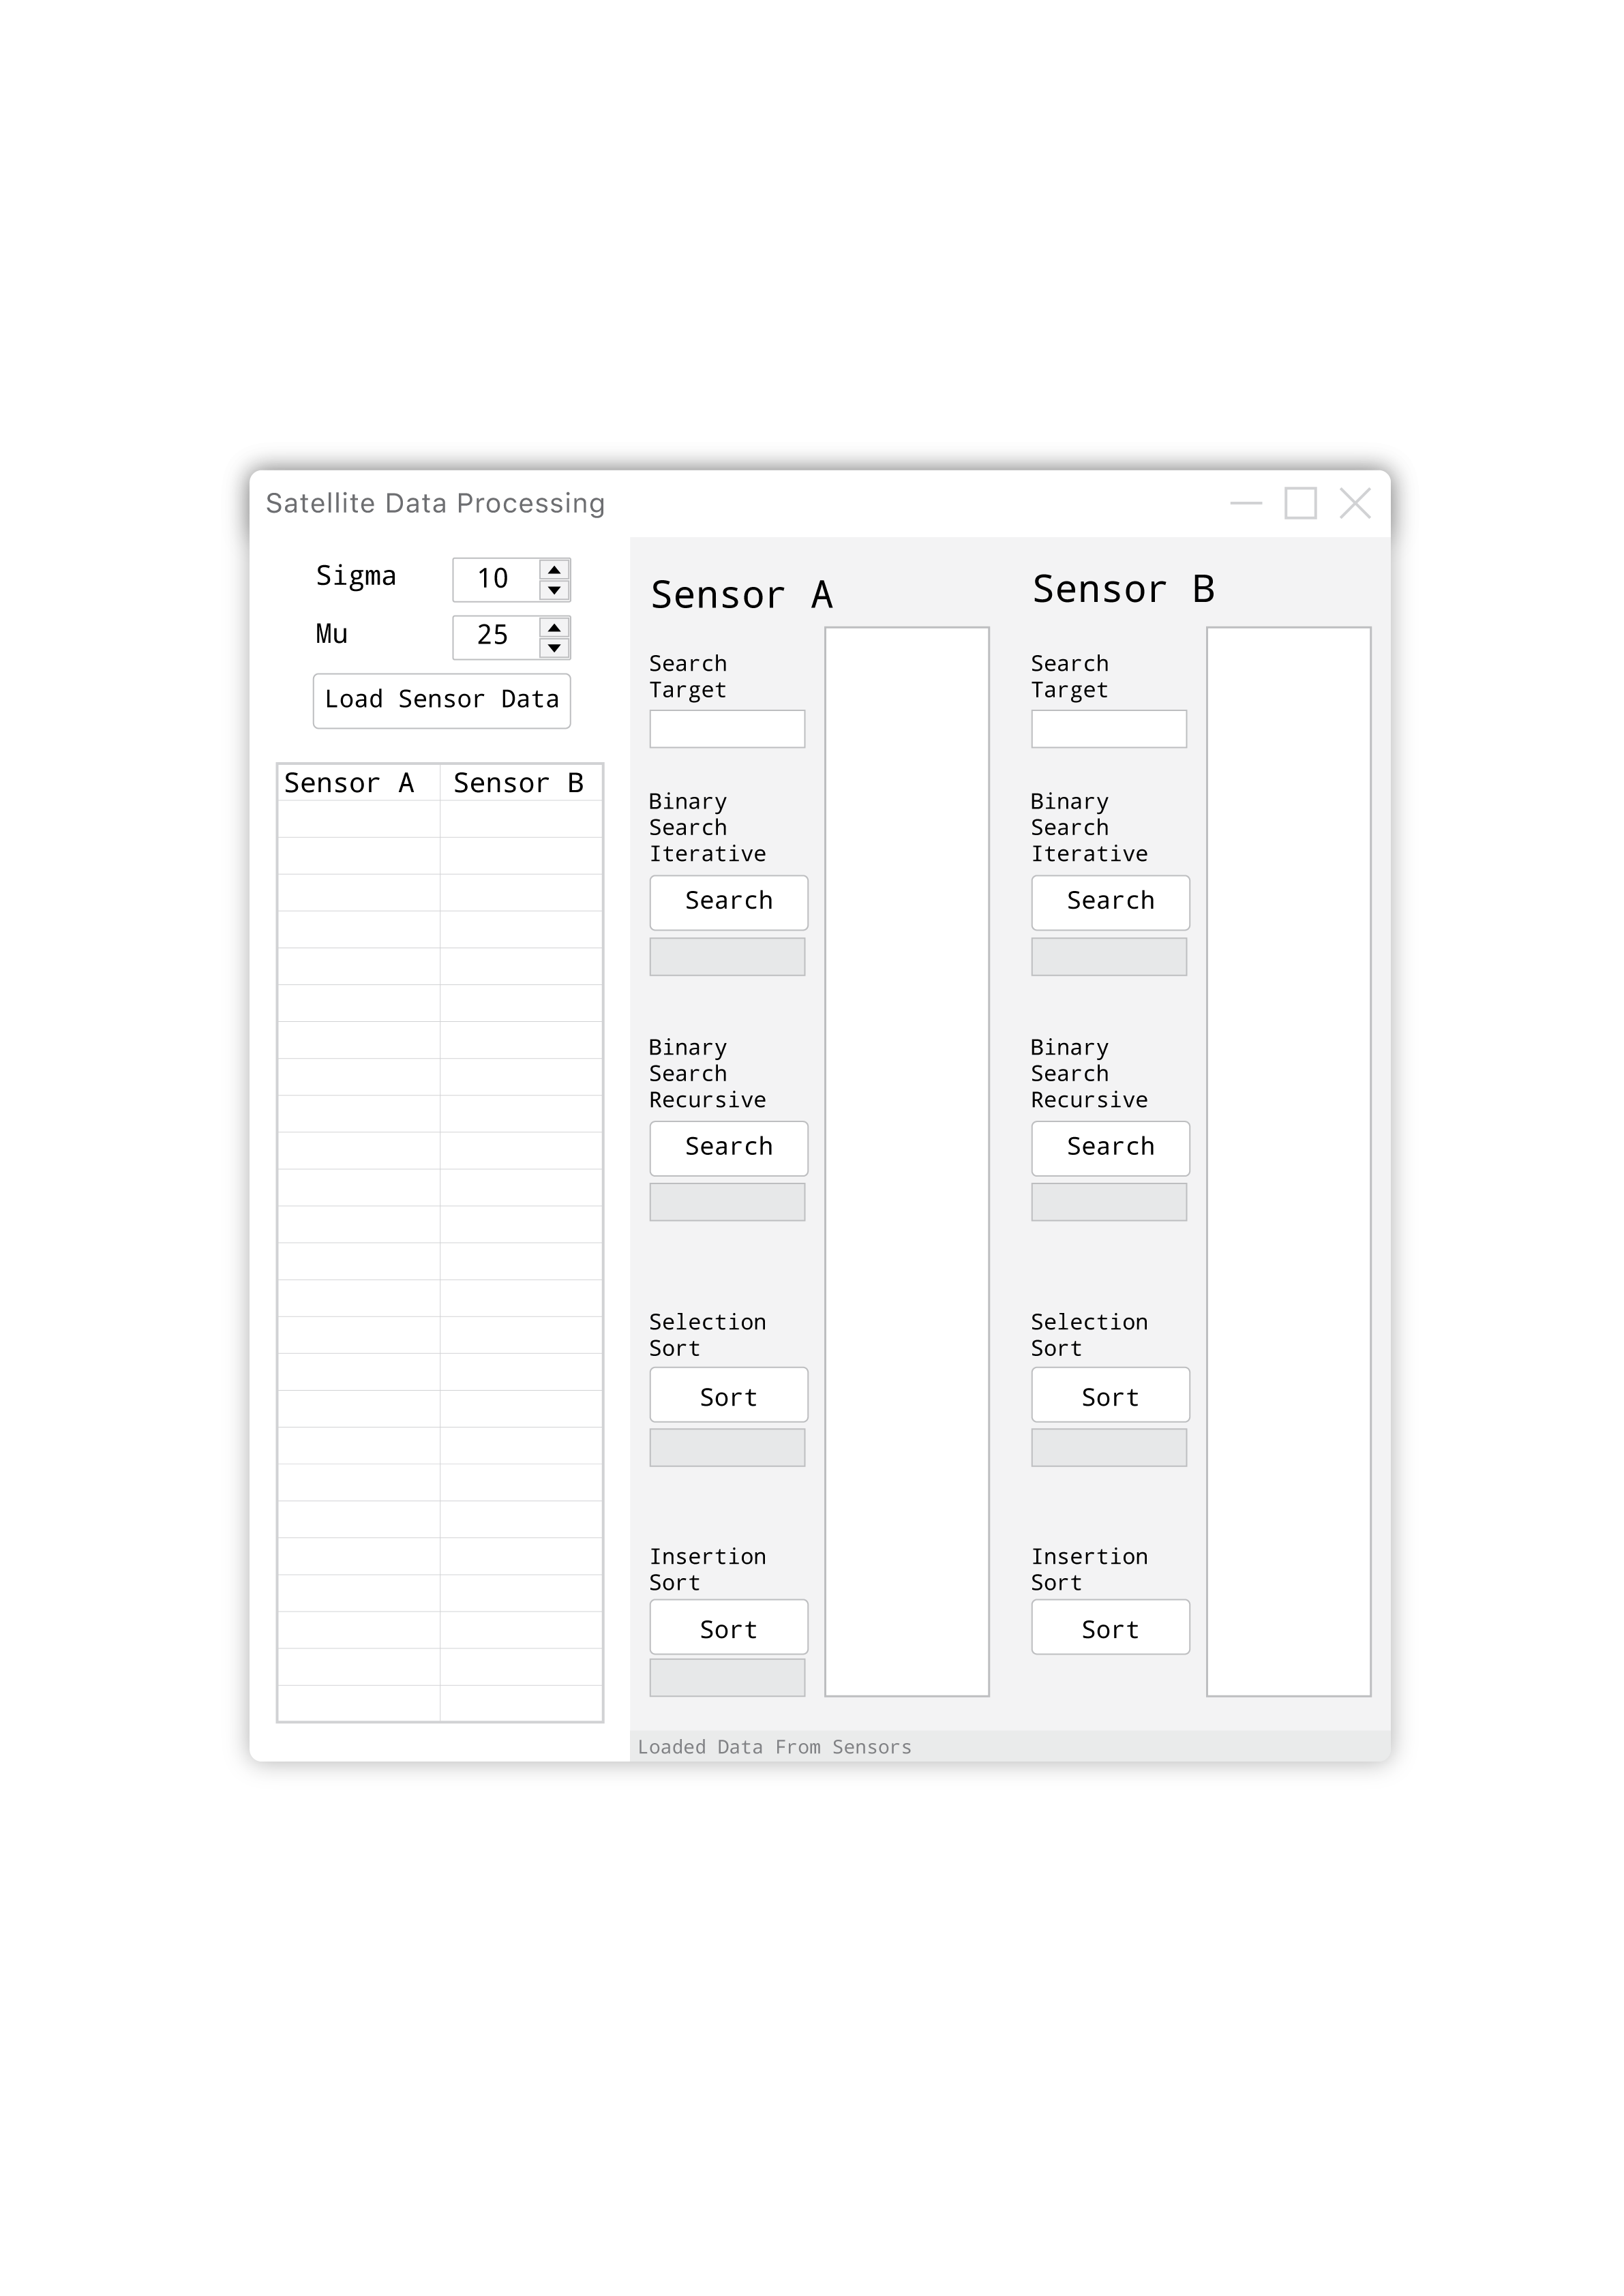 Satellite Data Processing
Sigma
10
Mu
25
Load Sensor Data
Sensor A
Sensor B
Sensor A
Search
Target
Binary
Search
Iterative
Search
Binary
Search
Recursive
Search
Selection
Sort
Sort
Insertion
Sort
Sort
Sensor B
Search
Target
Binary
Search
Iterative
Search
Binary
Search
Recursive
Search
Selection
Sort
Sort
Insertion
Sort
Sort
Loaded Data From Sensors